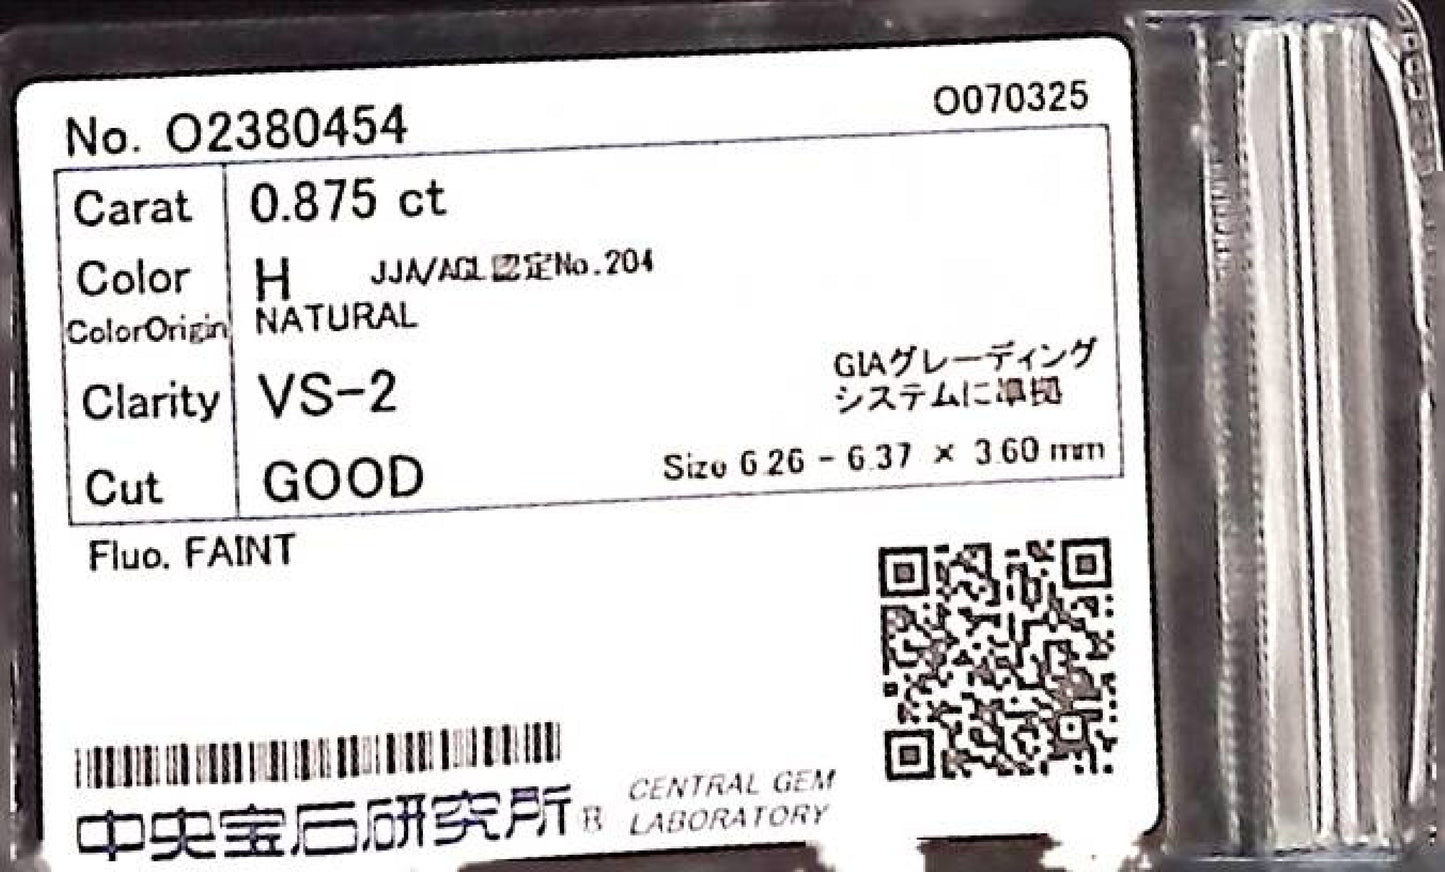 No. O2380454
O070325
Carat 0.875 ct
Color H JJA/AGL認定No.204
ColorOrigin NATURAL
Clarity VS-2
GIAグレーディング
システムに準拠
Cut GOOD Size 6.26 - 6.37 × 3.60 mm
Fluo. FAINT
中央宝石研究所 R
CENTRAL GEM
LABORATORY